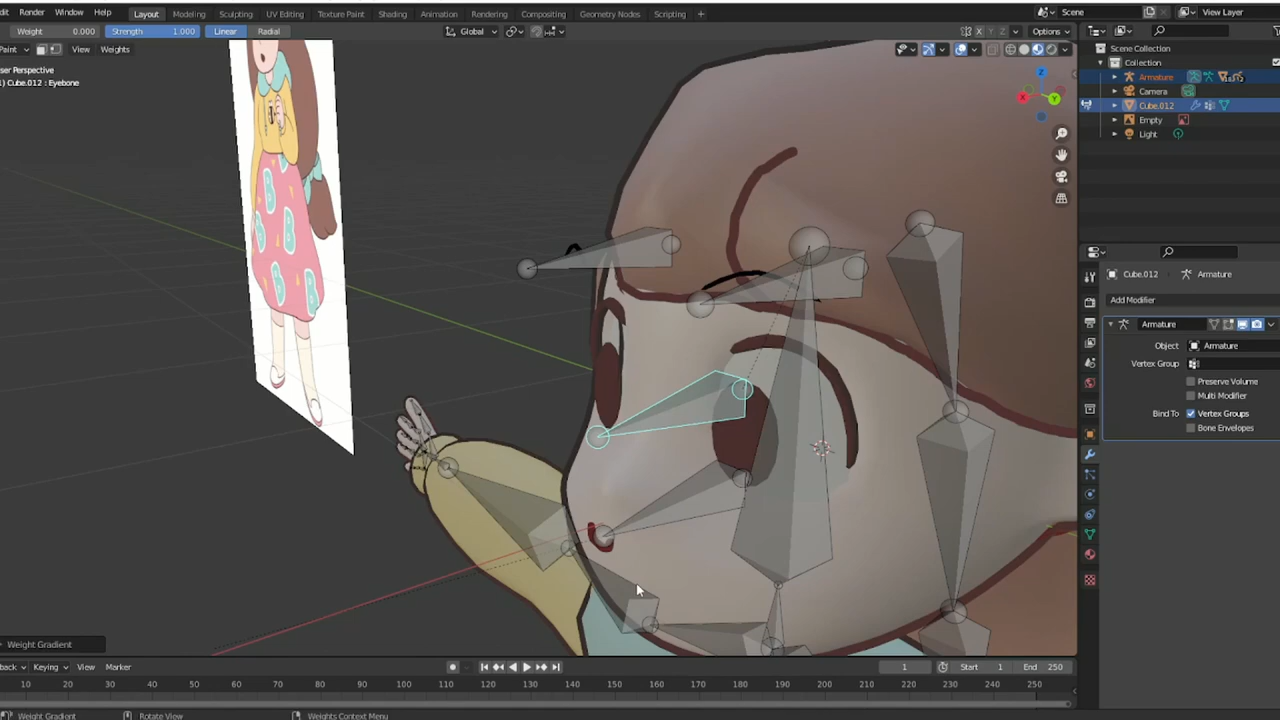 dit Render Window Help Layout Modeling Sculpting UV Editing Texture Paint Shading Animation Rendering Compositing Geometry Nodes Scripting + Scene View Layer
Weight 0.000 Strength 1.000 Linear Radial Global X Y Z Options
Paint View Weights
ser Perspective
1) Cube.012 : Eyebone
Scene Collection
Collection
Armature
Camera
Cube.012
Empty
Light
Cube.012 Armature
Add Modifier
Armature
Object Armature
Vertex Group
Preserve Volume
Multi Modifier
Bind To Vertex Groups
Bone Envelopes
X Y Z
B
B
B
B
B
B
Weight Gradient
back Keying View Marker 1 Start 1 End 250
10 20 30 40 50 60 70 80 90 100 110 120 130 140 150 160 170 180 190 200 210 220 230 240 250
Weight Gradient Rotate View Weights Context Menu